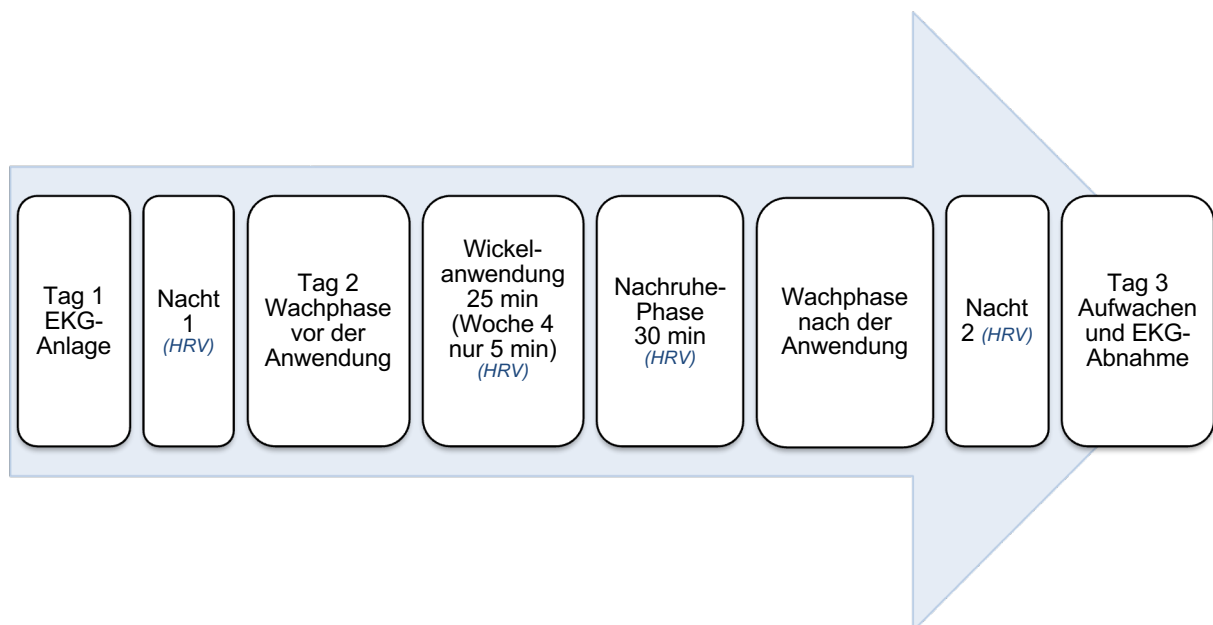 Tag 1
EKG-
Anlage
Nacht
1
(HRV)
Tag 2
Wachphase
vor der
Anwendung
Wickel-
anwendung
25 min
(Woche 4
nur 5 min)
(HRV)
Nachruhe-
Phase
30 min
(HRV)
Wachphase
nach der
Anwendung
Nacht
2 (HRV)
Tag 3
Aufwachen
und EKG-
Abnahme